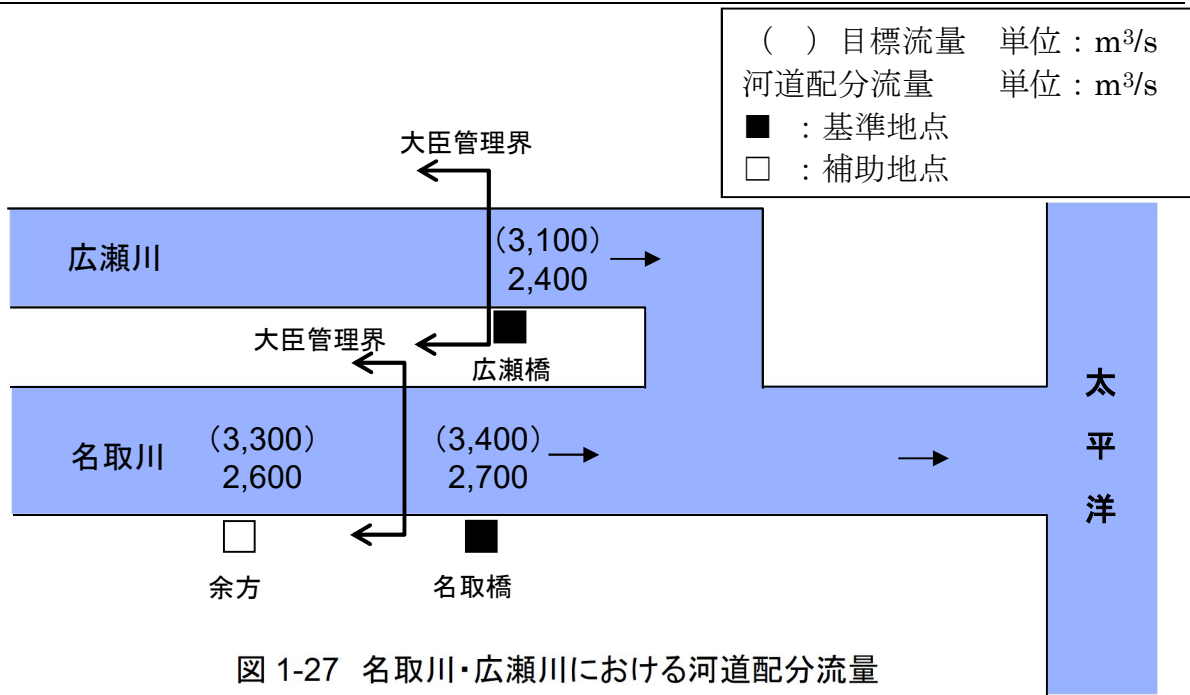 （　）目標流量　単位：m³/s
河道配分流量　　単位：m³/s
■ ：基準地点
□ ：補助地点
大臣管理界
広瀬川
（3,100）
2,400
大臣管理界
広瀬橋
名取川
（3,300）
2,600
（3,400）
2,700
太平洋
余方
名取橋
図 1-27 名取川・広瀬川における河道配分流量